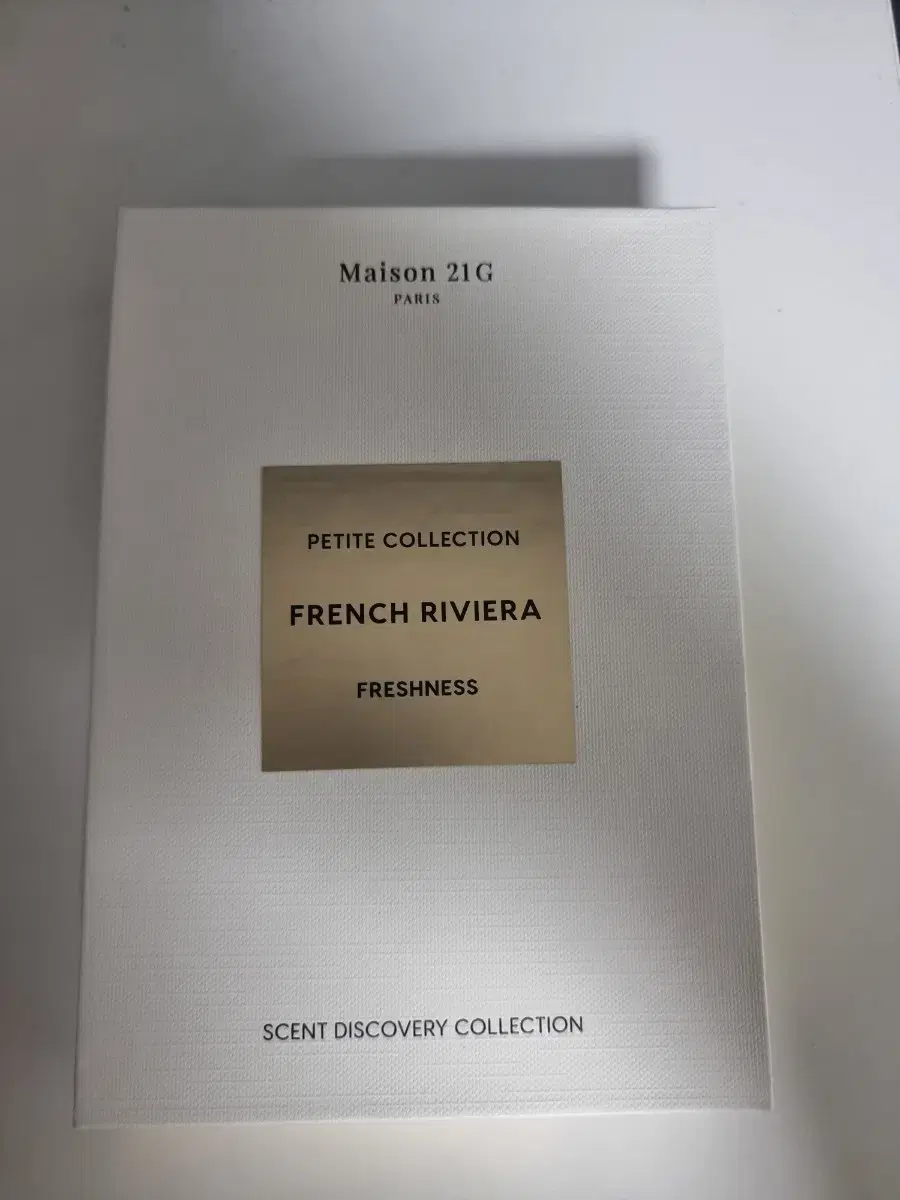 Maison 21G
PARIS
PETITE COLLECTION
FRENCH RIVIERA
FRESHNESS
SCENT DISCOVERY COLLECTION